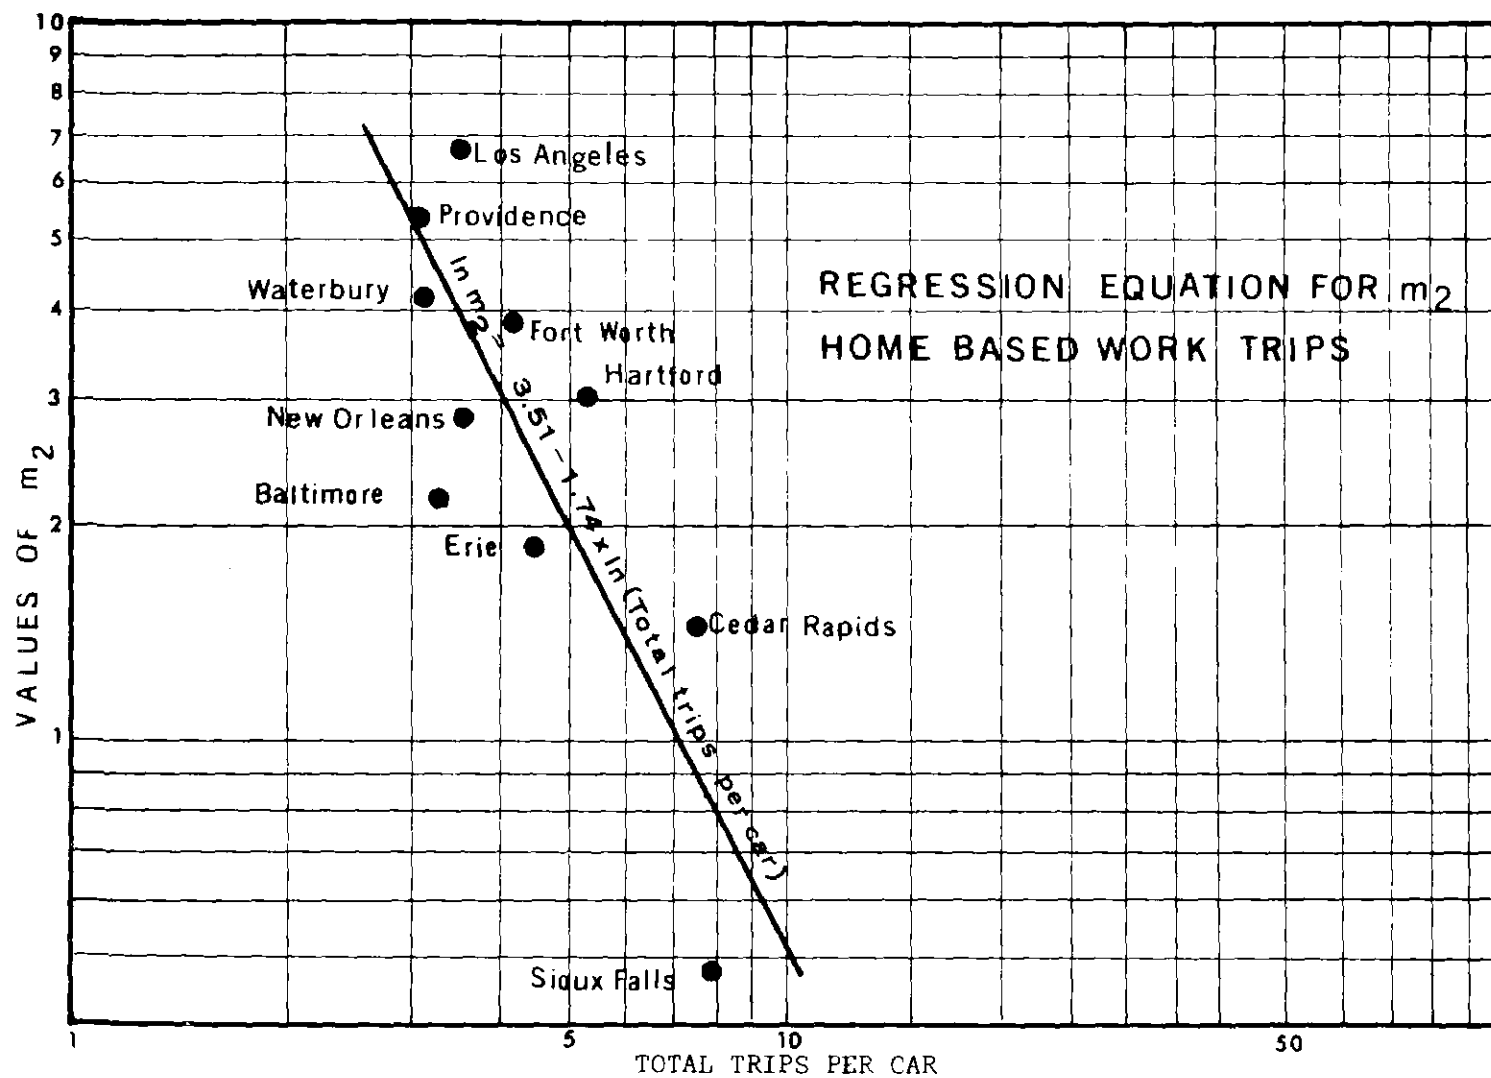 10
9
8
7
6
5
4
3
2
1
VALUES OF m2
Los Angeles
Providence
Waterbury
Fort Worth
Hartford
New Orleans
Baltimore
Erie
Cedar Rapids
Sioux Falls
ln m2 = 3.51 - 1.74 x ln (Total trips per car)
REGRESSION EQUATION FOR m2
HOME BASED WORK TRIPS
1 5 10 50
TOTAL TRIPS PER CAR